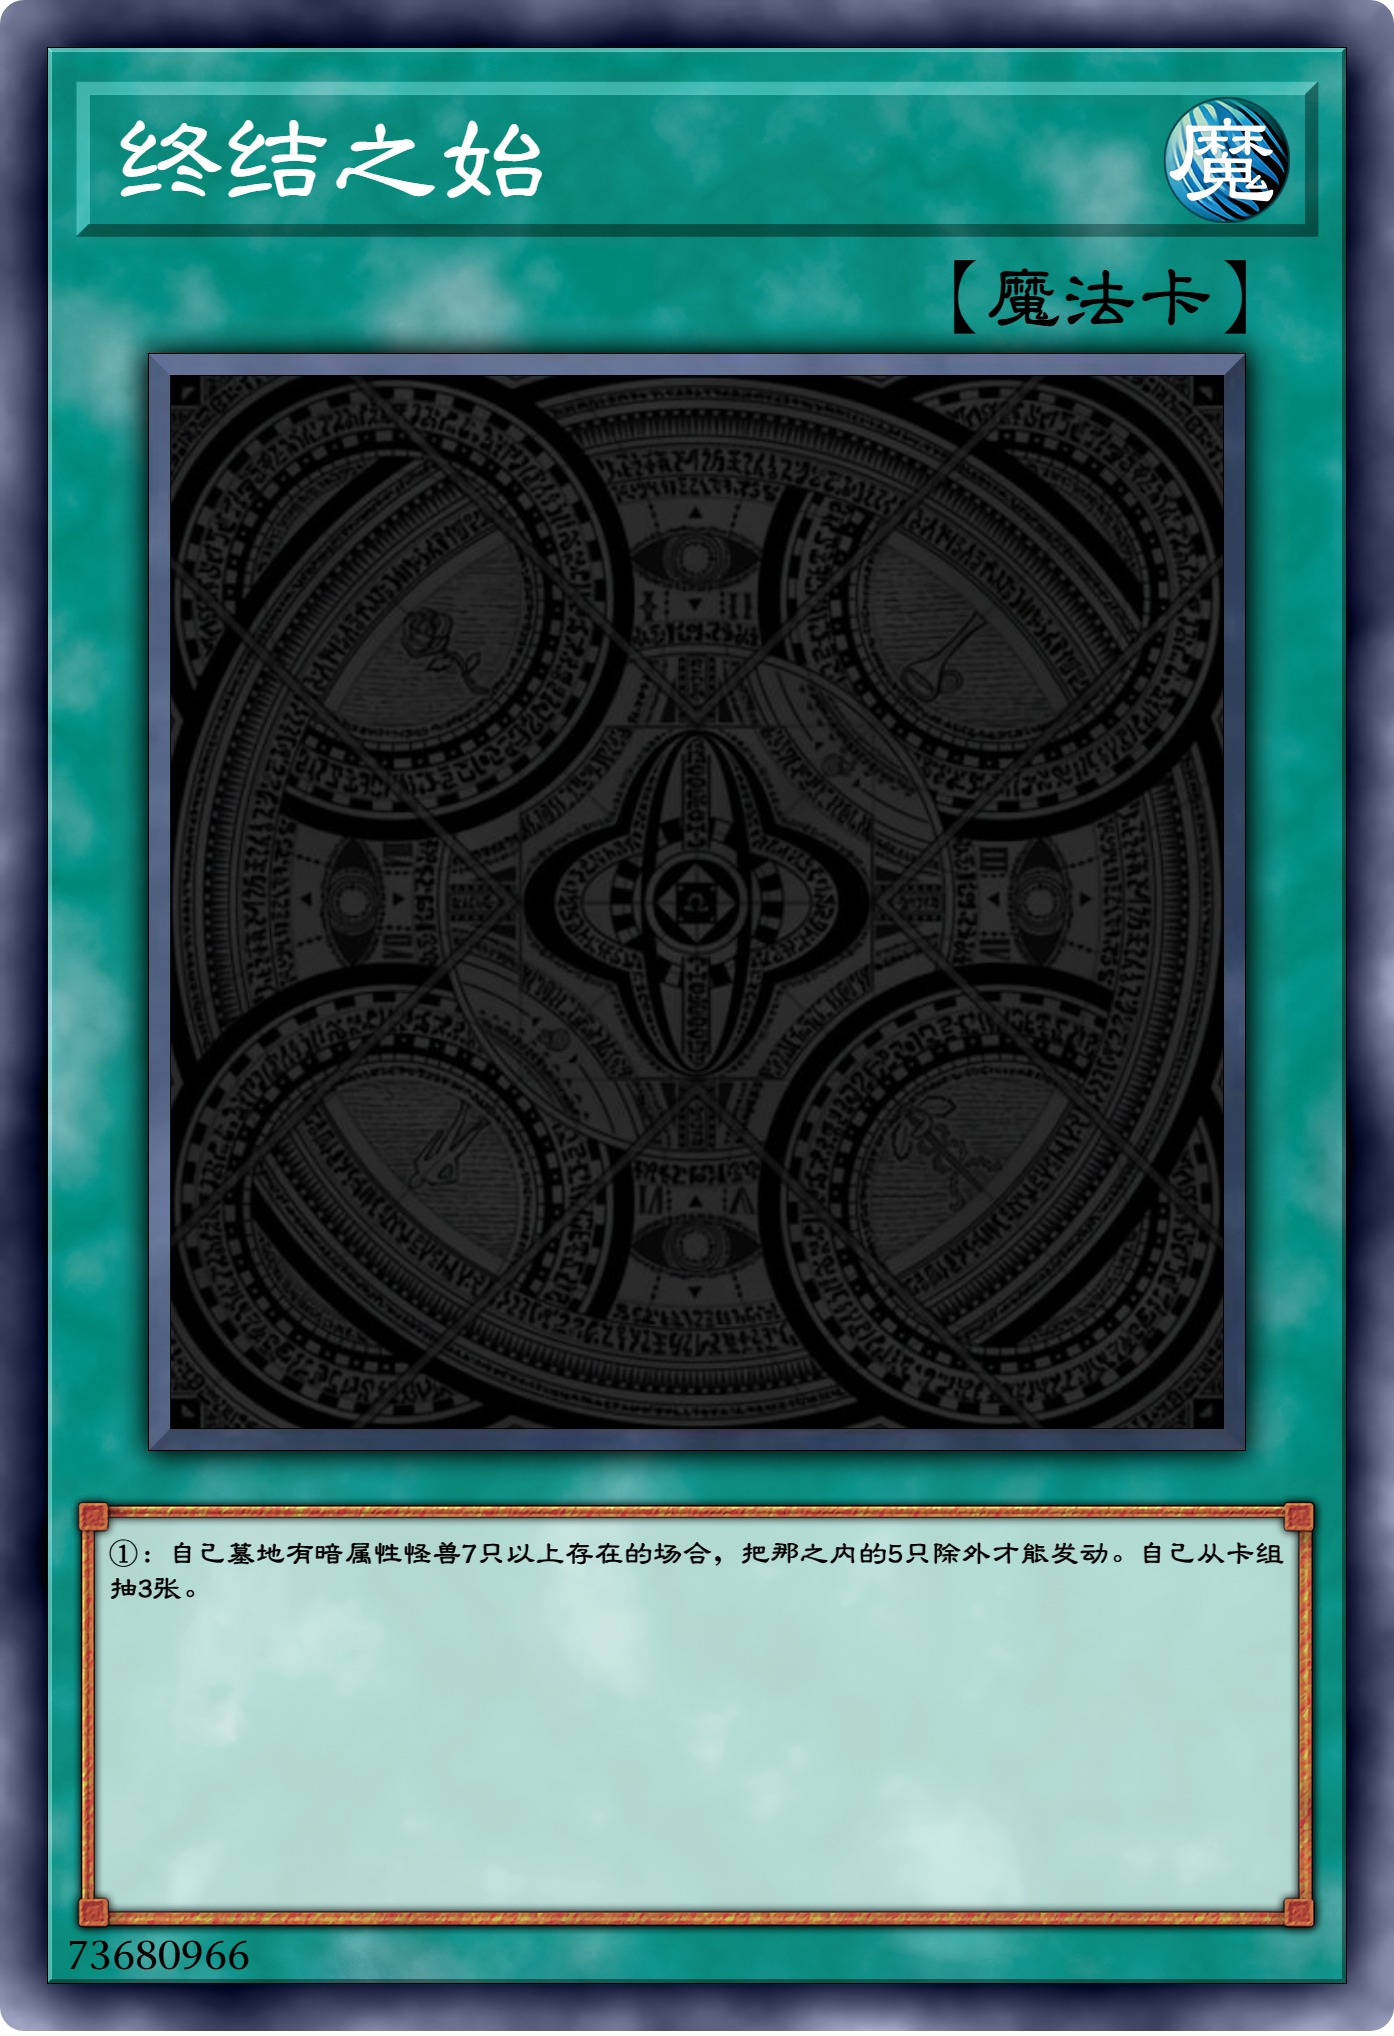 终结之始
魔
【魔法卡】
①：自己墓地有暗属性怪兽7只以上存在的场合，把那之内的5只除外才能发动。自己从卡组
抽3张。
73680966